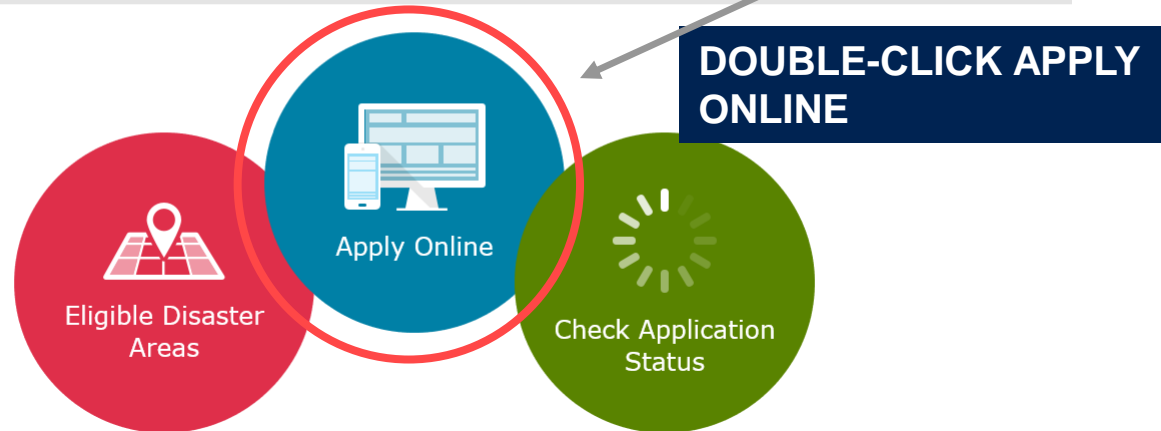 DOUBLE-CLICK APPLY
ONLINE
Apply Online
Eligible Disaster
Areas
Check Application
Status